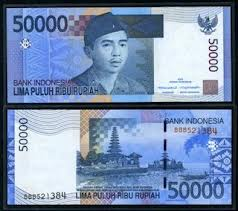 50000
50000
BANK INDONESIA
LIMA PULUH RIBU RUPIAH
BANK INDONESIA
50000
BBB521384
BBB521384
LIMA PULUH RIBU RUPIAH
50000